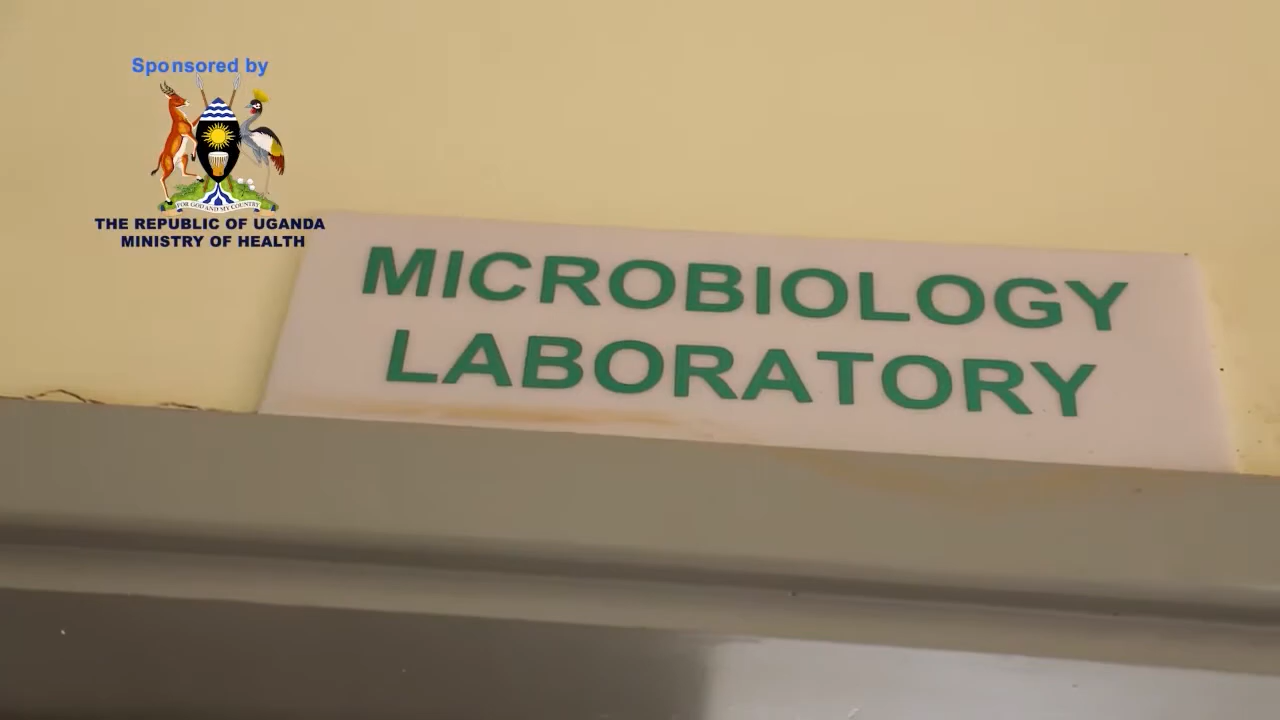 Sponsored by
FOR GOD AND MY COUNTRY
THE REPUBLIC OF UGANDA
MINISTRY OF HEALTH
MICROBIOLOGY
LABORATORY